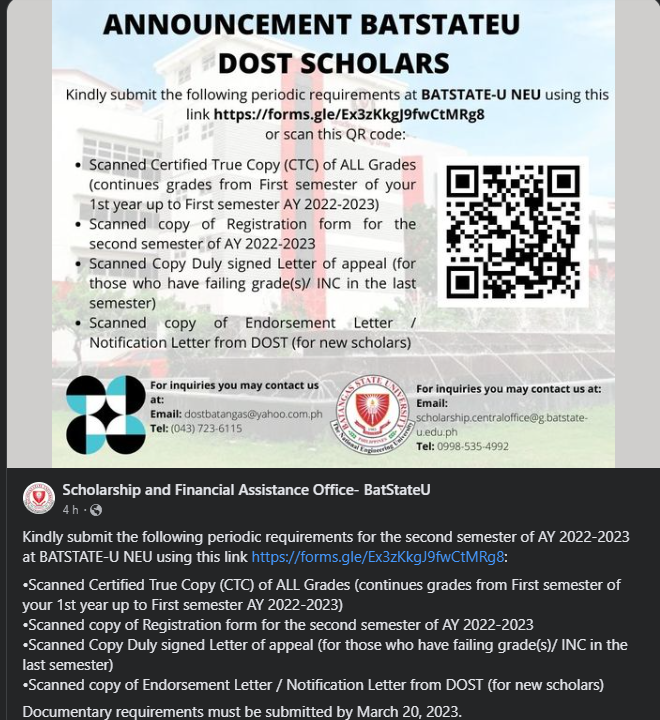 ANNOUNCEMENT BATSTATEU
DOST SCHOLARS
Kindly submit the following periodic requirements at BATSTATE-U NEU using this
link https://forms.gle/Ex3zKkgJ9fwCtMRg8
or scan this QR code:
• Scanned Certified True Copy (CTC) of ALL Grades
(continues grades from First semester of your
1st year up to First semester AY 2022-2023)
• Scanned copy of Registration form for the
second semester of AY 2022-2023
• Scanned Copy Duly signed Letter of appeal (for
those who have failing grade(s)/ INC in the last
semester)
• Scanned copy of Endorsement Letter /
Notification Letter from DOST (for new scholars)
For inquiries you may contact us
at:
Email: dostbatangas@yahoo.com.ph
Tel: (043) 723-6115
BATANGAS STATE UNIVERSITY
The National Engineering University
For inquiries you may contact us at:
Email:
scholarship.centraloffice@g.batstate-
u.edu.ph
Tel: 0998-535-4992
Scholarship and Financial Assistance Office- BatStateU
4 h ·
Kindly submit the following periodic requirements for the second semester of AY 2022-2023
at BATSTATE-U NEU using this link https://forms.gle/Ex3zKkgJ9fwCtMRg8:
•Scanned Certified True Copy (CTC) of ALL Grades (continues grades from First semester of
your 1st year up to First semester AY 2022-2023)
•Scanned copy of Registration form for the second semester of AY 2022-2023
•Scanned Copy Duly signed Letter of appeal (for those who have failing grade(s)/ INC in the
last semester)
•Scanned copy of Endorsement Letter / Notification Letter from DOST (for new scholars)
Documentary requirements must be submitted by March 20, 2023.